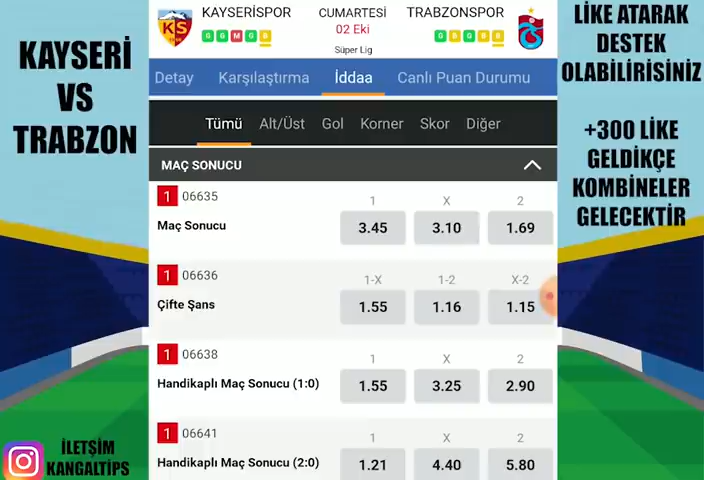 KAYSERİ
VS
TRABZON
KAYSERİSPOR
G G M G B
CUMARTESİ
02 Eki
Süper Lig
TRABZONSPOR
G B G B B
LİKE ATARAK
DESTEK
OLABİLİRİSİNİZ
+300 LİKE
GELDİKÇE
KOMBİNELER
GELECEKTİR
Detay Karşılaştırma İddaa Canlı Puan Durumu
Tümü Alt/Üst Gol Korner Skor Diğer
MAÇ SONUCU
1 06635 1 X 2
Maç Sonucu 3.45 3.10 1.69
1 06636 1-X 1-2 X-2
Çifte Şans 1.55 1.16 1.15
1 06638 1 X 2
Handikaplı Maç Sonucu (1:0) 1.55 3.25 2.90
1 06641 1 X 2
Handikaplı Maç Sonucu (2:0) 1.21 4.40 5.80
İLETŞİM
KANGALTİPS